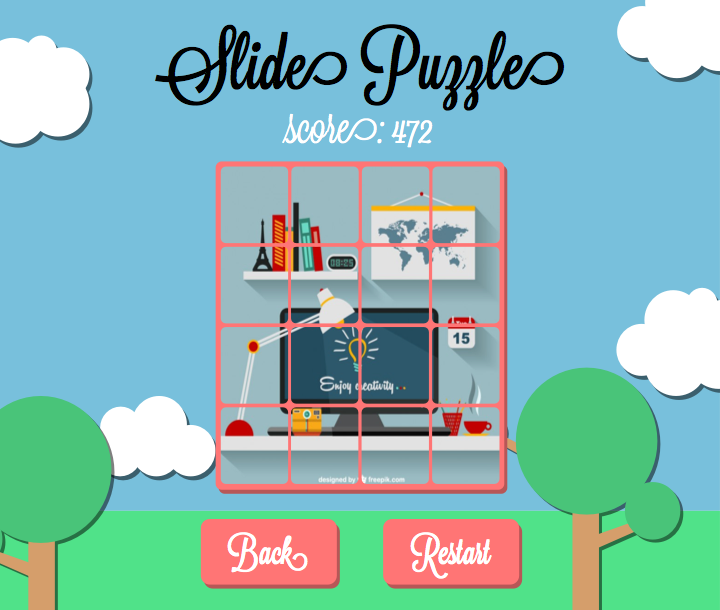 Slide Puzzle
score: 472
08:25
15
Enjoy creativity...
designed by freepik.com
Back
Restart